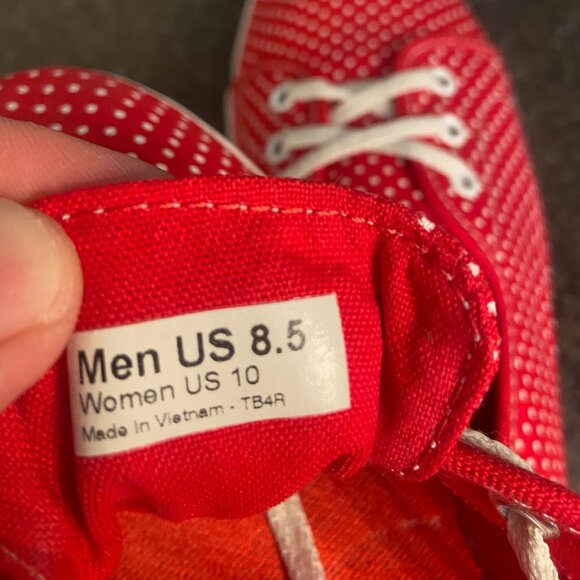 Men US 8.5
Women US 10
Made In Vietnam - TB4R